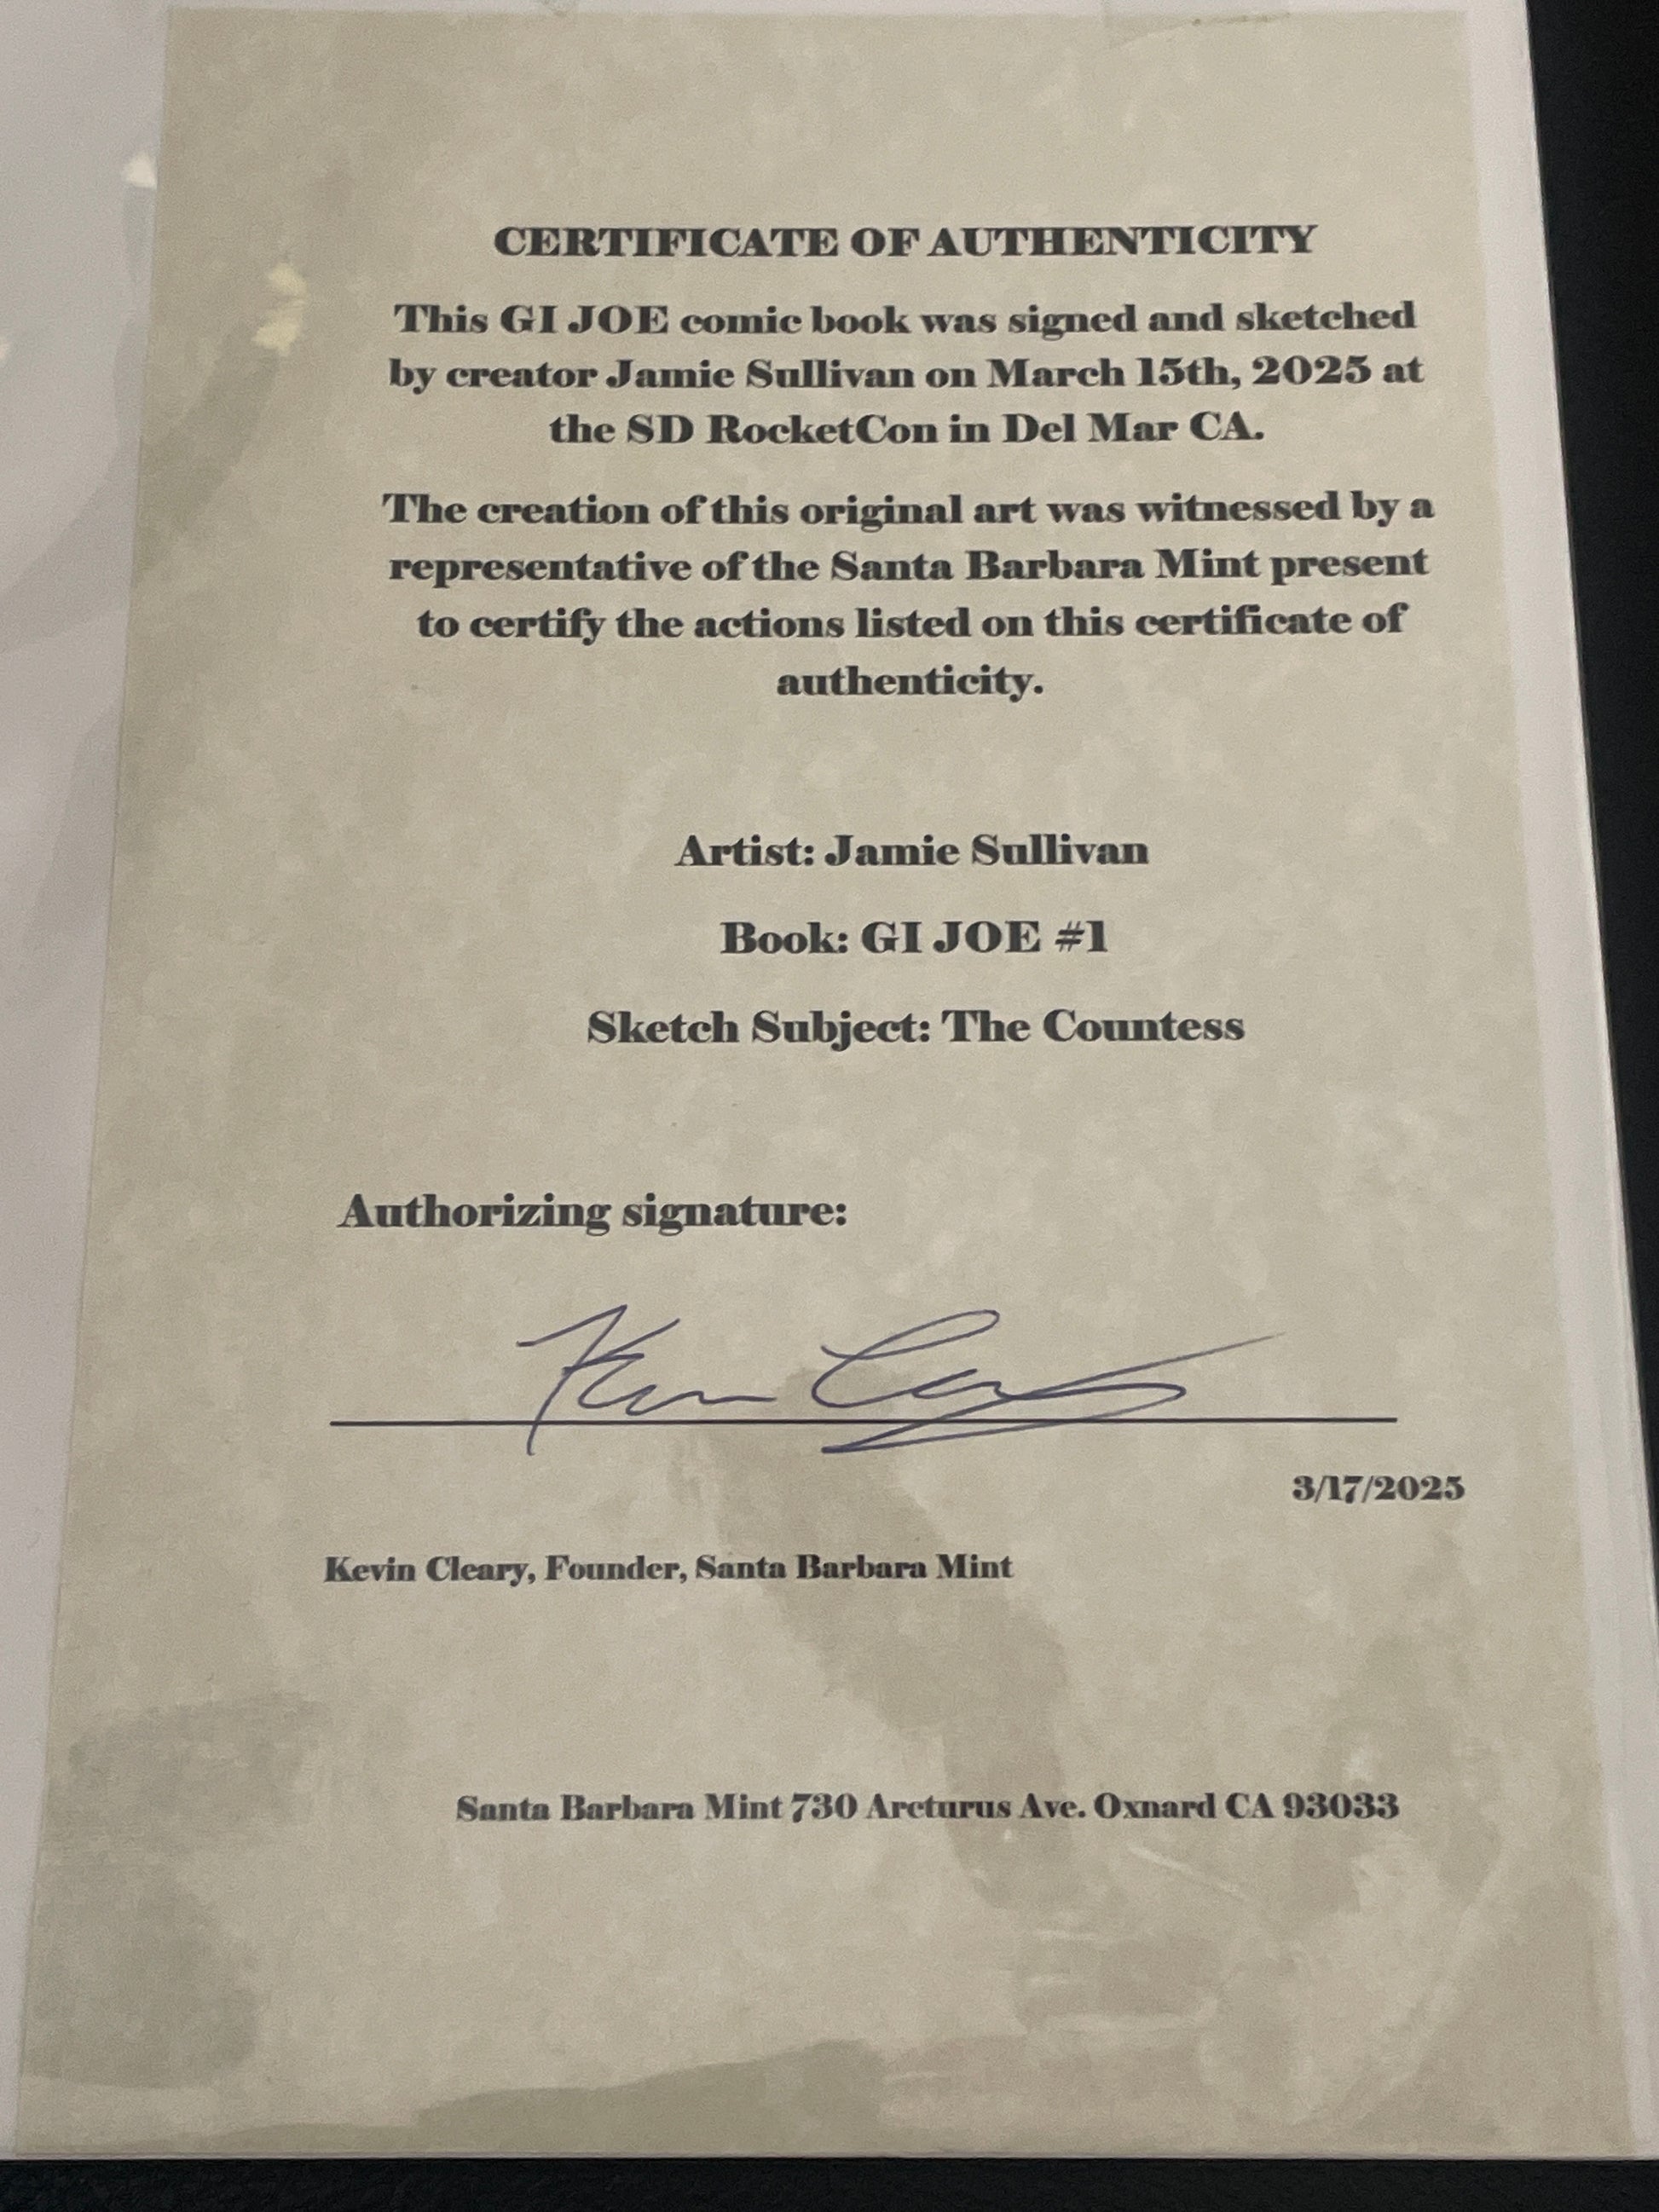 CERTIFICATE OF AUTHENTICITY
This GI JOE comic book was signed and sketched
by creator Jamie Sullivan on March 15th, 2025 at
the SD RocketCon in Del Mar CA.
The creation of this original art was witnessed by a
representative of the Santa Barbara Mint present
to certify the actions listed on this certificate of
authenticity.
Artist: Jamie Sullivan
Book: GI JOE #1
Sketch Subject: The Countess
Authorizing signature:
3/17/2025
Kevin Cleary, Founder, Santa Barbara Mint
Santa Barbara Mint 730 Arcturus Ave. Oxnard CA 93033